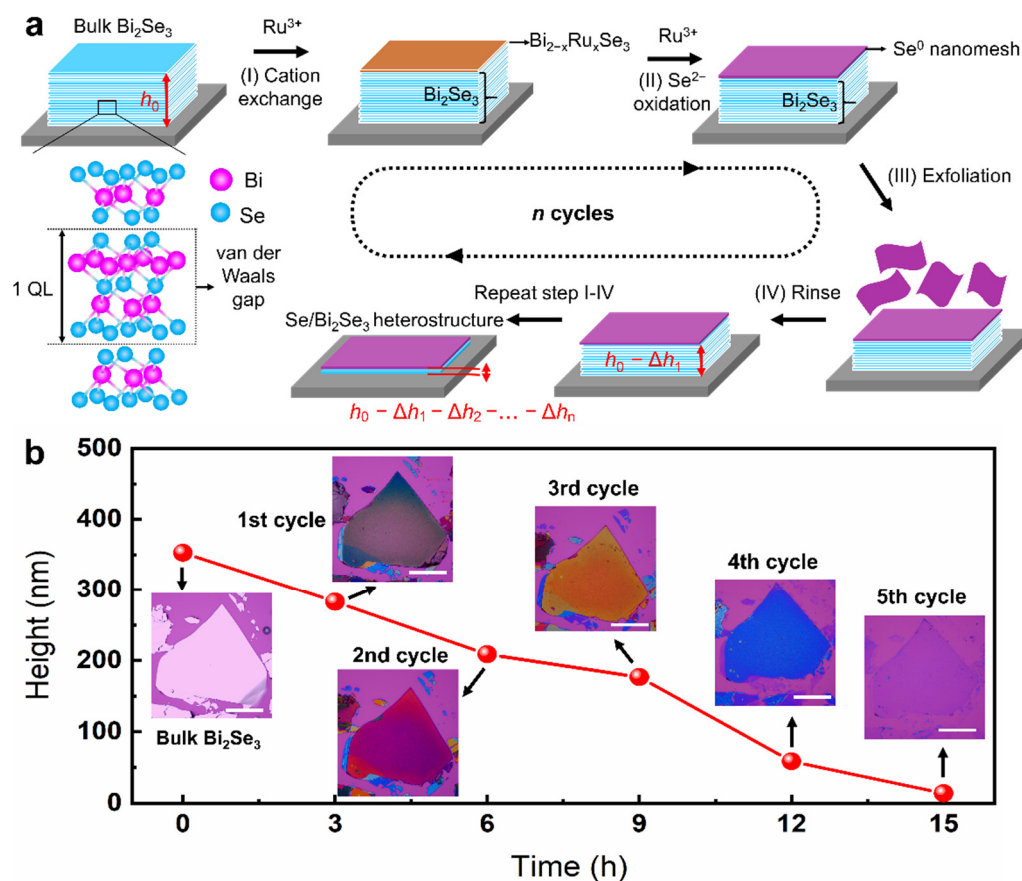 a
Bulk Bi₂Se₃
Ru³⁺
(I) Cation
exchange
Bi₂₋ₓRuₓSe₃
Ru³⁺
(II) Se²⁻
oxidation
Se⁰ nanomesh
h₀
Bi₂Se₃
Bi₂Se₃
(III) Exfoliation
Bi
Se
n cycles
1 QL
van der
Waals
gap
Repeat step I-IV
(IV) Rinse
Se/Bi₂Se₃ heterostructure
h₀ − Δh₁
h₀ − Δh₁ − Δh₂ −… − Δhₙ
b
500
400
300
200
100
0
Height (nm)
1st cycle
3rd cycle
4th cycle
5th cycle
2nd cycle
Bulk Bi₂Se₃
0 3 6 9 12 15
Time (h)